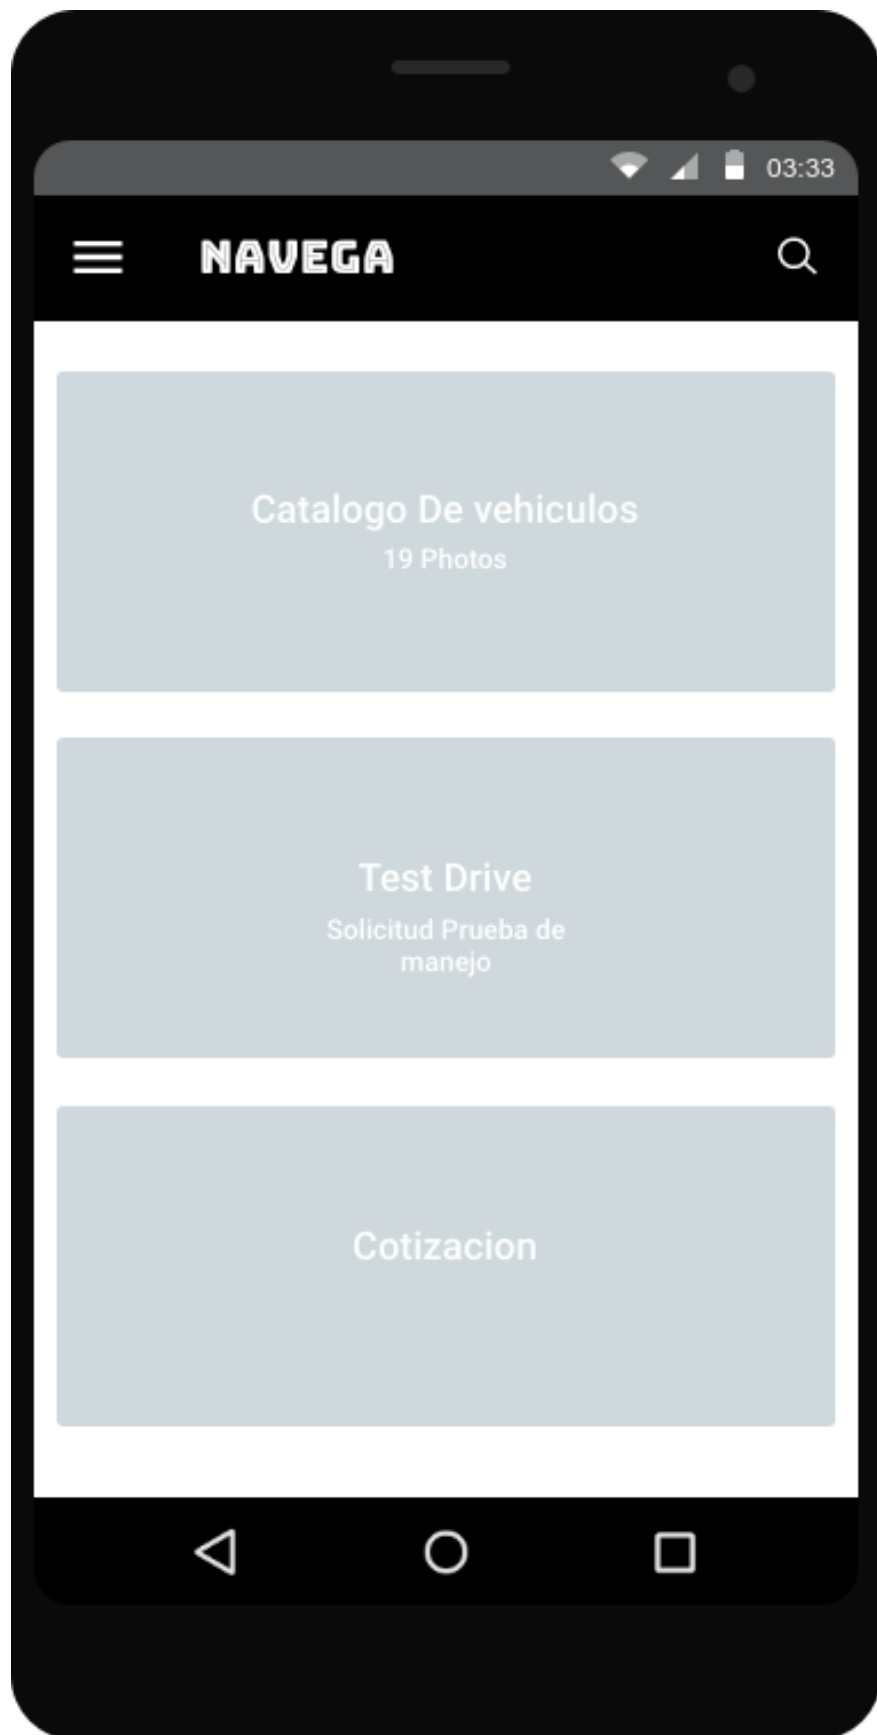 03:33
NAVEGA
Catalogo De vehiculos
19 Photos
Test Drive
Solicitud Prueba de
manejo
Cotizacion